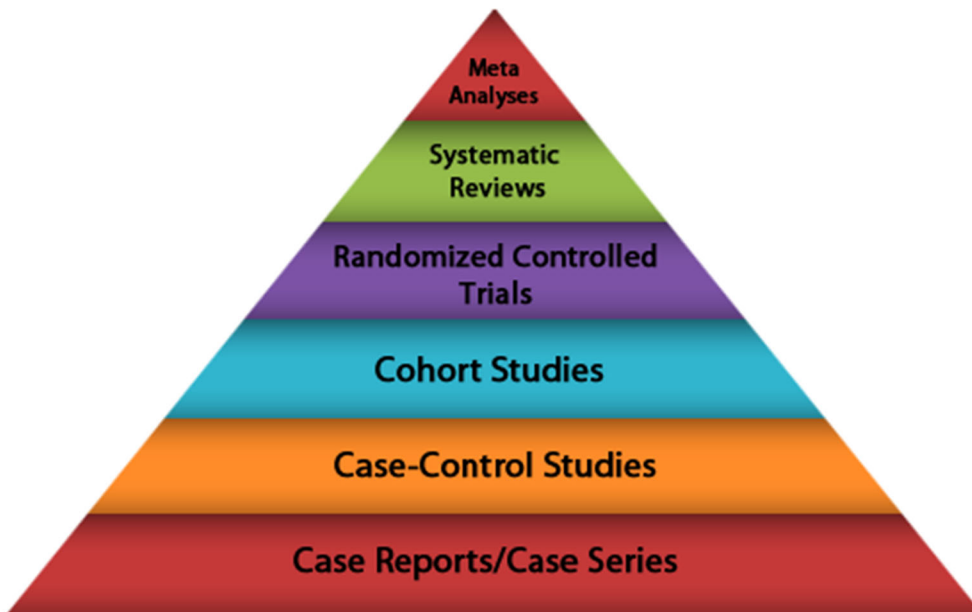 Meta
Analyses
Systematic
Reviews
Randomized Controlled
Trials
Cohort Studies
Case-Control Studies
Case Reports/Case Series